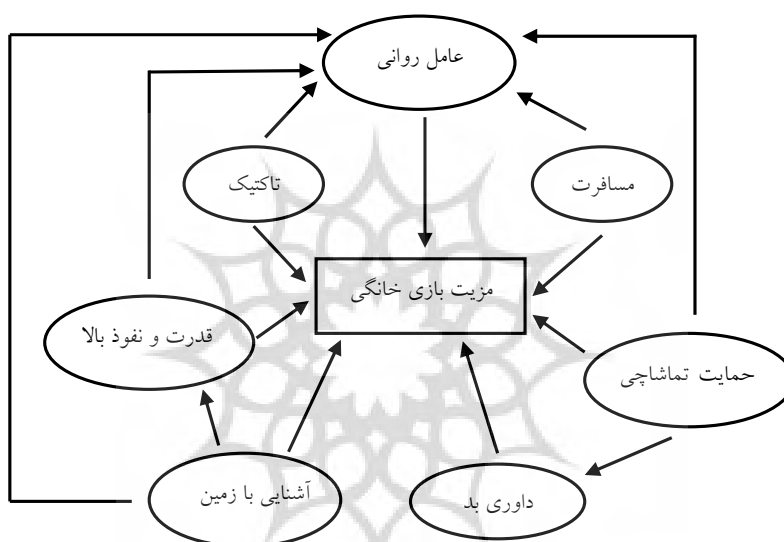 عامل روانی
مسافرت
تاکتیک
مزیت بازی خانگی
قدرت و نفوذ بالا
حمایت تماشاچی
آشنایی با زمین
داوری بد